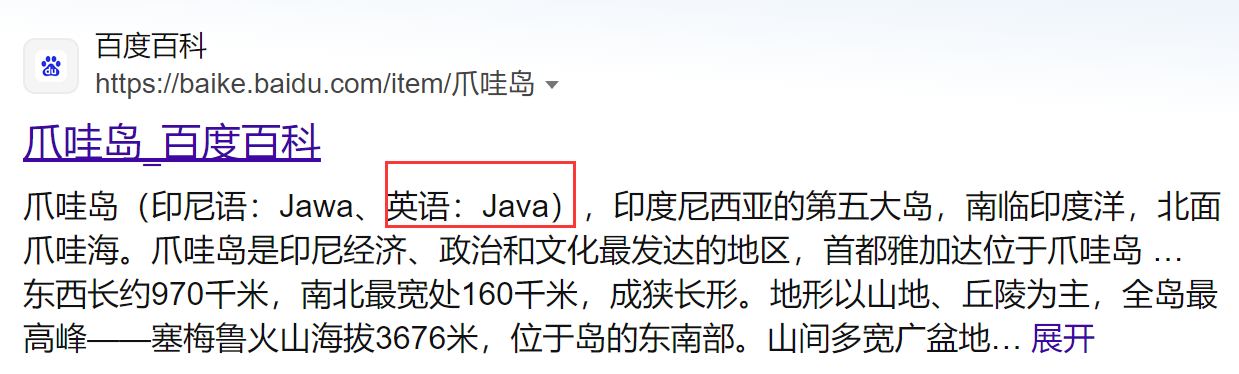 百度百科
https://baike.baidu.com/item/爪哇岛
爪哇岛_百度百科
爪哇岛（印尼语：Jawa、英语：Java），印度尼西亚的第五大岛，南临印度洋，北面
爪哇海。爪哇岛是印尼经济、政治和文化最发达的地区，首都雅加达位于爪哇岛 ...
东西长约970千米，南北最宽处160千米，成狭长形。地形以山地、丘陵为主，全岛最
高峰——塞梅鲁火山海拔3676米，位于岛的东南部。山间多宽广盆地... 展开